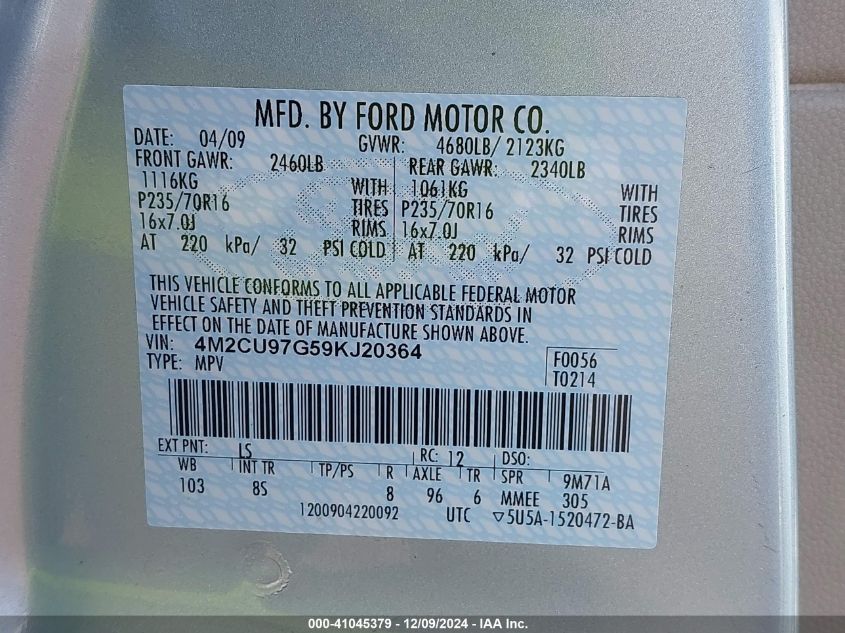 MFD. BY FORD MOTOR CO.
DATE: 04/09 GVWR: 4680LB/ 2123KG
FRONT GAWR: 2460LB REAR GAWR: 2340LB
1116KG WITH 1061KG WITH
P235/70R16 TIRES P235/70R16 TIRES
16x7.0J RIMS 16x7.0J RIMS
AT 220 kPa/ 32 PSI COLD AT 220 kPa/ 32 PSI COLD
THIS VEHICLE CONFORMS TO ALL APPLICABLE FEDERAL MOTOR
VEHICLE SAFETY AND THEFT PREVENTION STANDARDS IN
EFFECT ON THE DATE OF MANUFACTURE SHOWN ABOVE.
VIN: 4M2CU97G59KJ20364 F0056
TYPE: MPV T0214
EXT PNT: LS RC: 12 DSO:
WB INT TR TP/PS R AXLE TR SPR 9M71A
103 8S 8 96 6 MMEE 305
1200904220092 UTC ▽5U5A-1520472-BA
000-41045379 - 12/09/2024 - IAA Inc.